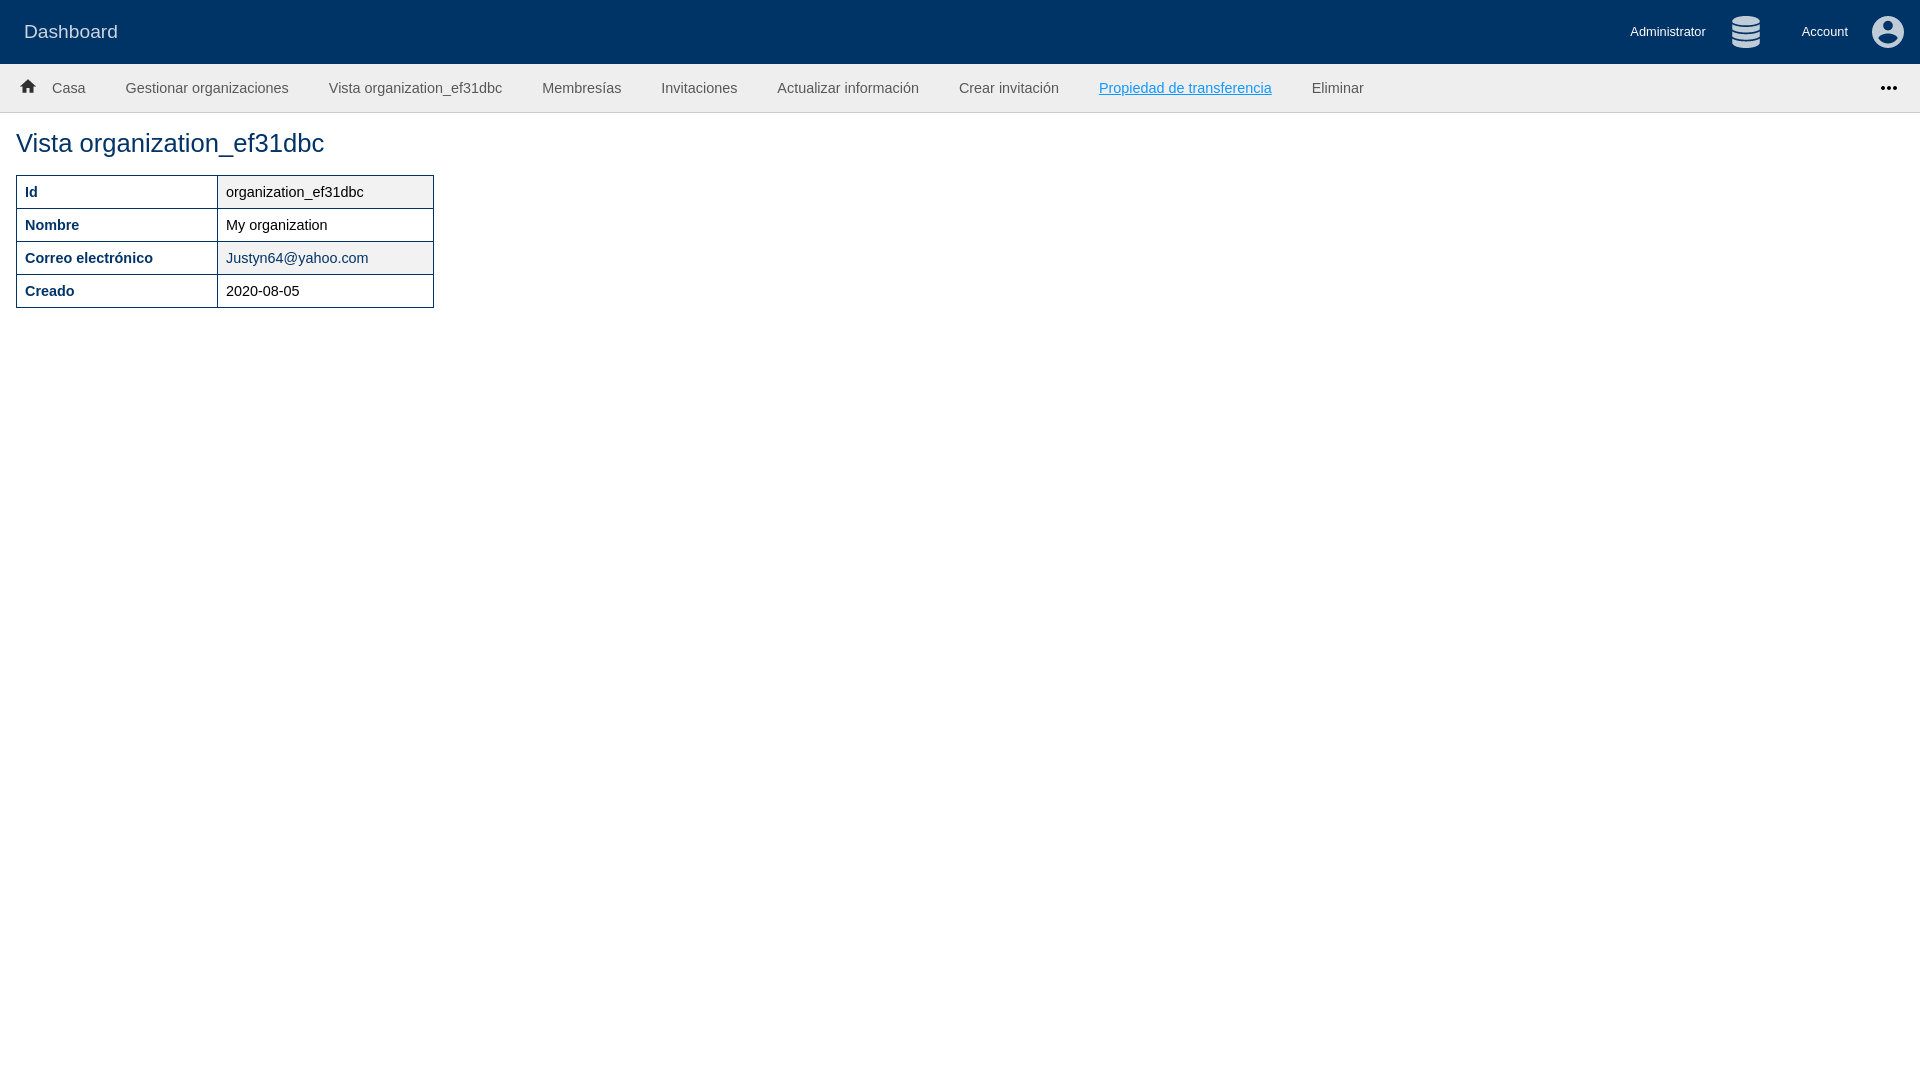 Dashboard
Administrator
Account
Casa
Gestionar organizaciones
Vista organization_ef31dbc
Membresías
Invitaciones
Actualizar información
Crear invitación
Propiedad de transferencia
Eliminar
Vista organization_ef31dbc
Id organization_ef31dbc
Nombre My organization
Correo electrónico Justyn64@yahoo.com
Creado 2020-08-05